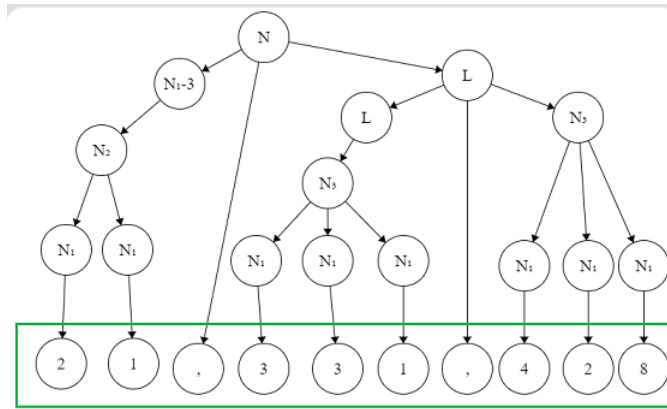 N
N₁-3
L
L
N₃
N₂
N₃
N₁ N₁ N₁ N₁ N₁ N₁ N₁ N₁
2 1 , 3 3 1 , 4 2 8